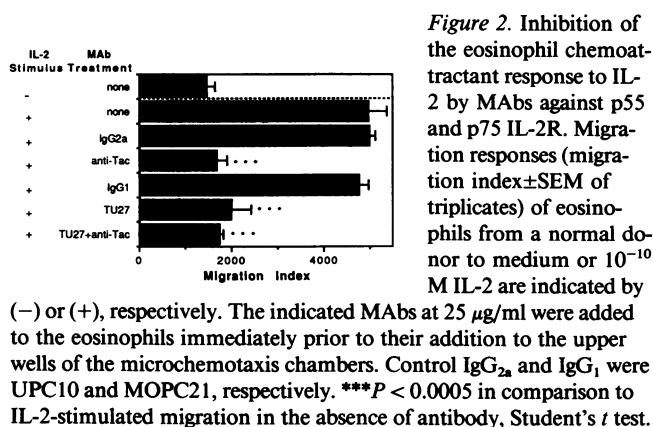 Figure 2. Inhibition of
the eosinophil chemoat-
tractant response to IL-
2 by MAbs against p55
and p75 IL-2R. Migra-
tion responses (migra-
tion index±SEM of
triplicates) of eosino-
phils from a normal do-
nor to medium or 10⁻¹⁰
M IL-2 are indicated by
(−) or (+), respectively. The indicated MAbs at 25 μg/ml were added
to the eosinophils immediately prior to their addition to the upper
wells of the microchemotaxis chambers. Control IgG₂ₐ and IgG₁ were
UPC10 and MOPC21, respectively. ***P < 0.0005 in comparison to
IL-2-stimulated migration in the absence of antibody, Student's t test.
IL-2 MAb
Stimulus Treatment
- none
+ none
+ IgG2a
+ anti-Tac ***
+ IgG1
+ TU27 ***
+ TU27+anti-Tac ***
0 2000 4000
Migration Index